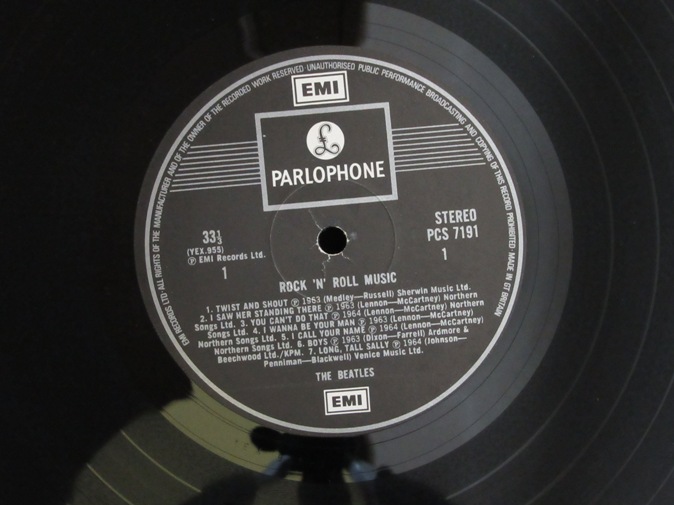 EMI RECORDS LTD ALL RIGHTS OF THE MANUFACTURER AND OF THE OWNER OF THE RECORDED WORK RESERVED · UNAUTHORISED PUBLIC PERFORMANCE BROADCASTING AND COPYING OF THIS RECORD PROHIBITED · MADE IN GT BRITAIN
EMI
£
PARLOPHONE
33⅓
STEREO
(YEX.955)
PCS 7191
Ⓟ EMI Records Ltd.
1
1
ROCK 'N' ROLL MUSIC
1. TWIST AND SHOUT Ⓟ 1963 (Medley—Russell) Sherwin Music Ltd.
2. I SAW HER STANDING THERE Ⓟ 1963 (Lennon—McCartney) Northern
Songs Ltd. 3. YOU CAN'T DO THAT Ⓟ 1964 (Lennon—McCartney) Northern
Songs Ltd. 4. I WANNA BE YOUR MAN Ⓟ 1963 (Lennon—McCartney)
Northern Songs Ltd. 5. I CALL YOUR NAME Ⓟ 1964 (Lennon—McCartney)
Northern Songs Ltd. 6. BOYS Ⓟ 1963 (Dixon—Farrell) Ardmore &
Beechwood Ltd./KPM. 7. LONG, TALL SALLY Ⓟ 1964 (Johnson—
Penniman—Blackwell) Venice Music Ltd.
THE BEATLES
EMI